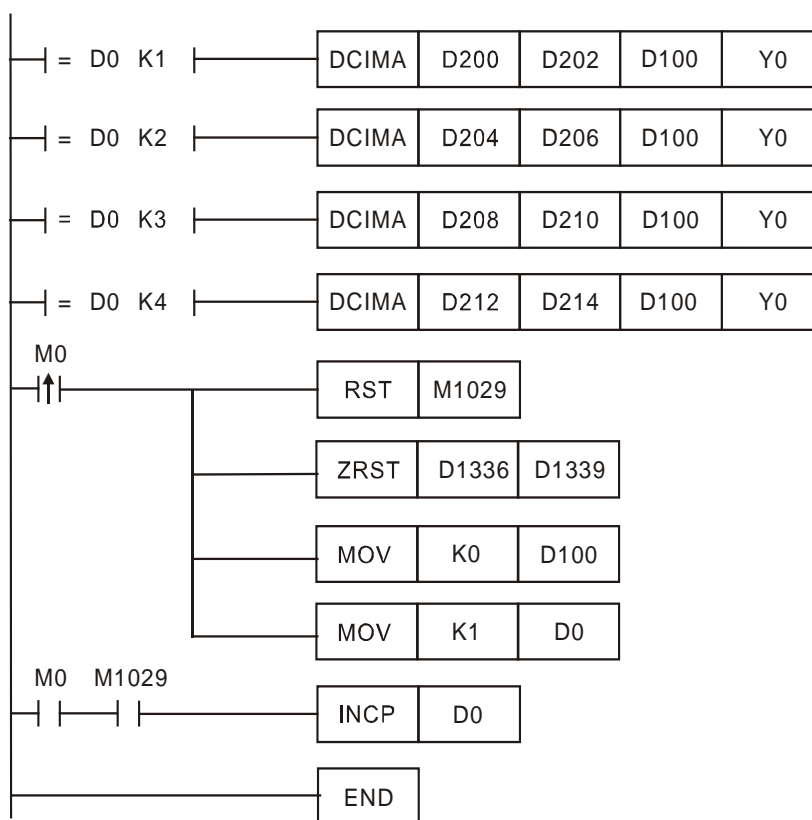 = D0 K1 DCIMA D200 D202 D100 Y0
= D0 K2 DCIMA D204 D206 D100 Y0
= D0 K3 DCIMA D208 D210 D100 Y0
= D0 K4 DCIMA D212 D214 D100 Y0
M0
RST M1029
ZRST D1336 D1339
MOV K0 D100
MOV K1 D0
M0 M1029
INCP D0
END